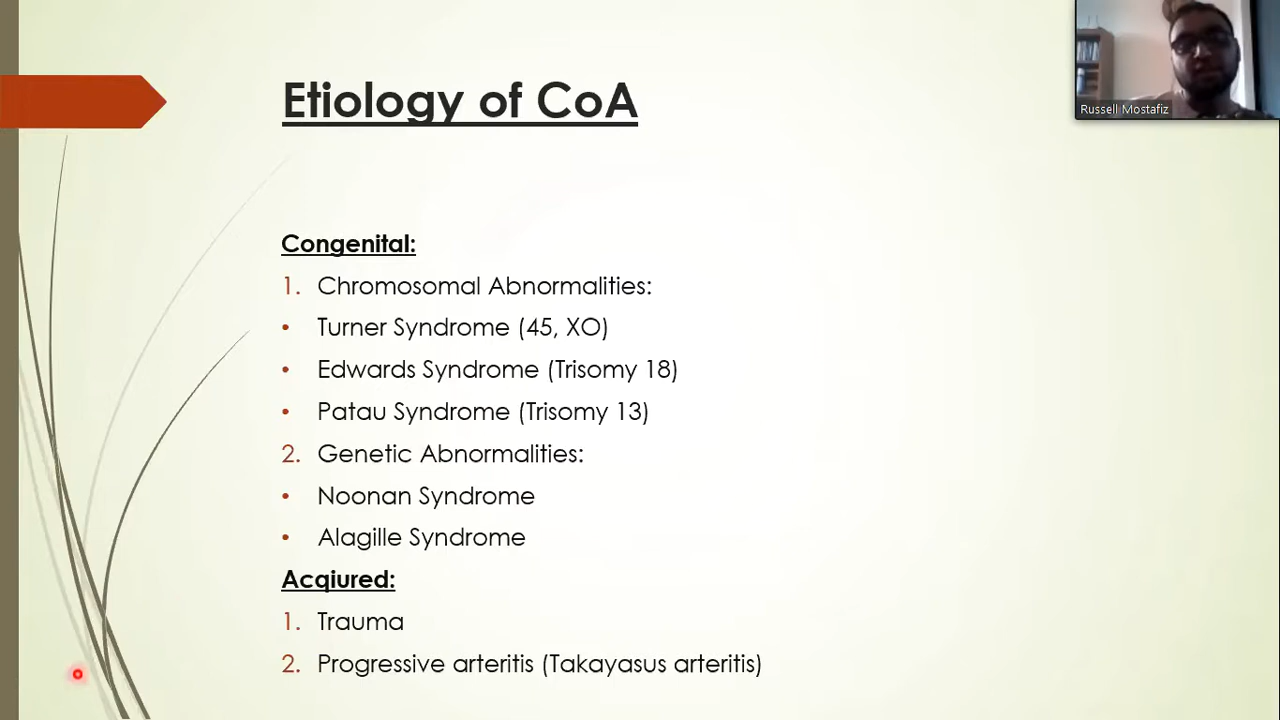 Etiology of CoA
Russell Mostafiz
Congenital:
1. Chromosomal Abnormalities:
• Turner Syndrome (45, XO)
• Edwards Syndrome (Trisomy 18)
• Patau Syndrome (Trisomy 13)
2. Genetic Abnormalities:
• Noonan Syndrome
• Alagille Syndrome
Acqiured:
1. Trauma
2. Progressive arteritis (Takayasus arteritis)